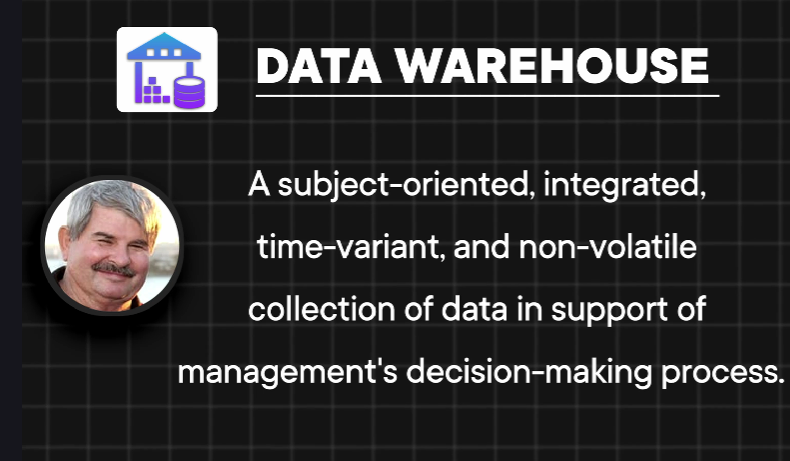 DATA WAREHOUSE
A subject-oriented, integrated,
time-variant, and non-volatile
collection of data in support of
management's decision-making process.